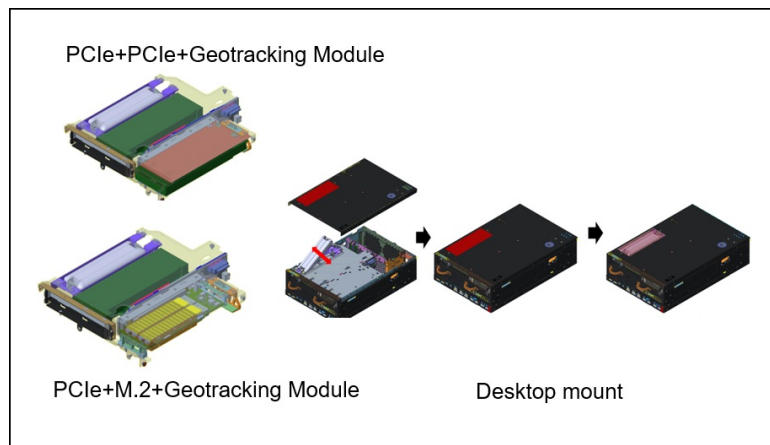 PCIe+PCIe+Geotracking Module
PCIe+M.2+Geotracking Module
Desktop mount